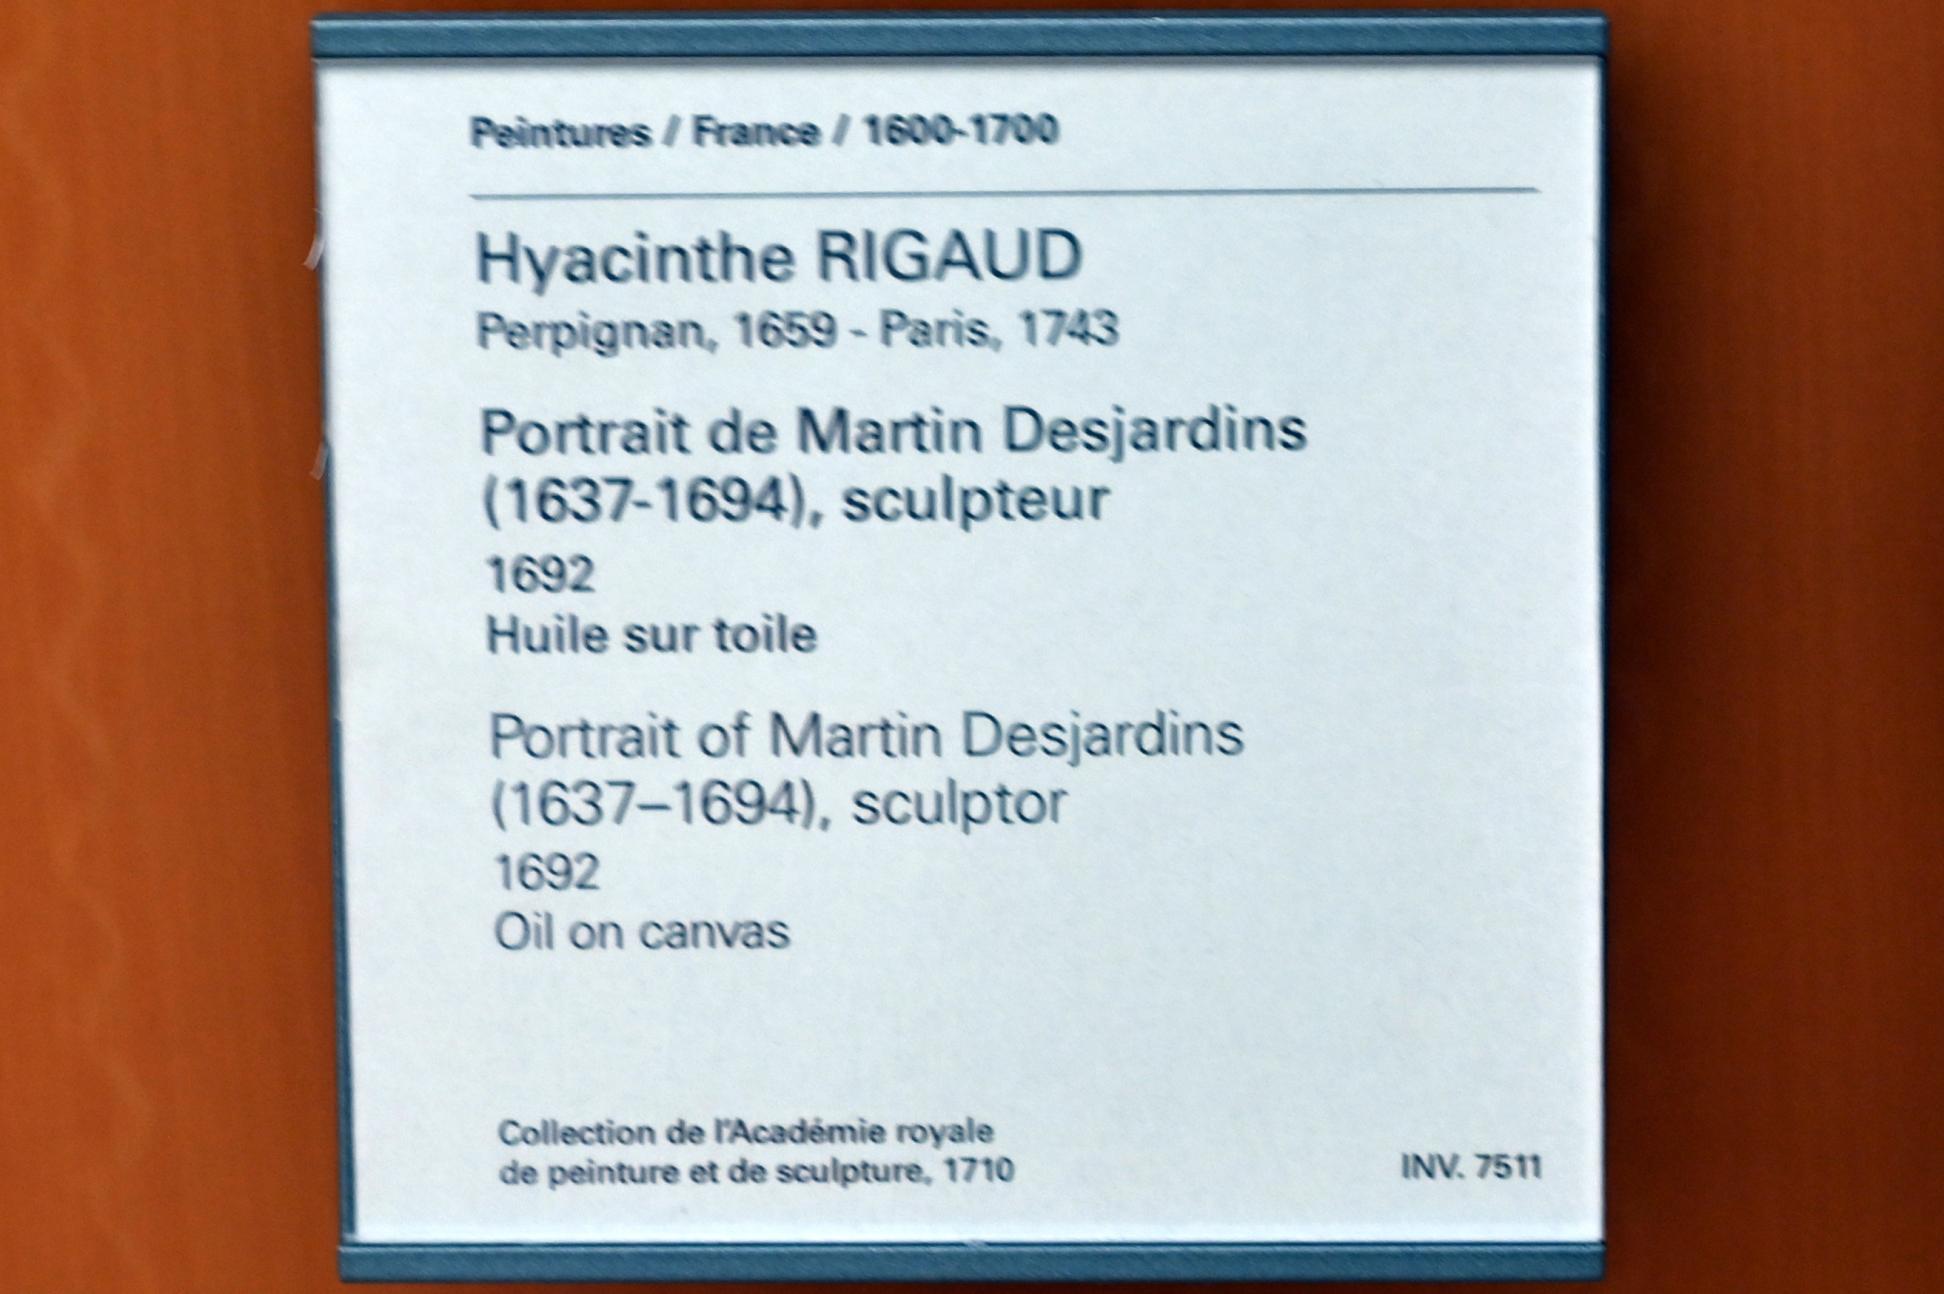 Peintures / France / 1600-1700
Hyacinthe RIGAUD
Perpignan, 1659 - Paris, 1743
Portrait de Martin Desjardins
(1637-1694), sculpteur
1692
Huile sur toile
Portrait of Martin Desjardins
(1637–1694), sculptor
1692
Oil on canvas
Collection de l'Académie royale
de peinture et de sculpture, 1710
INV. 7511